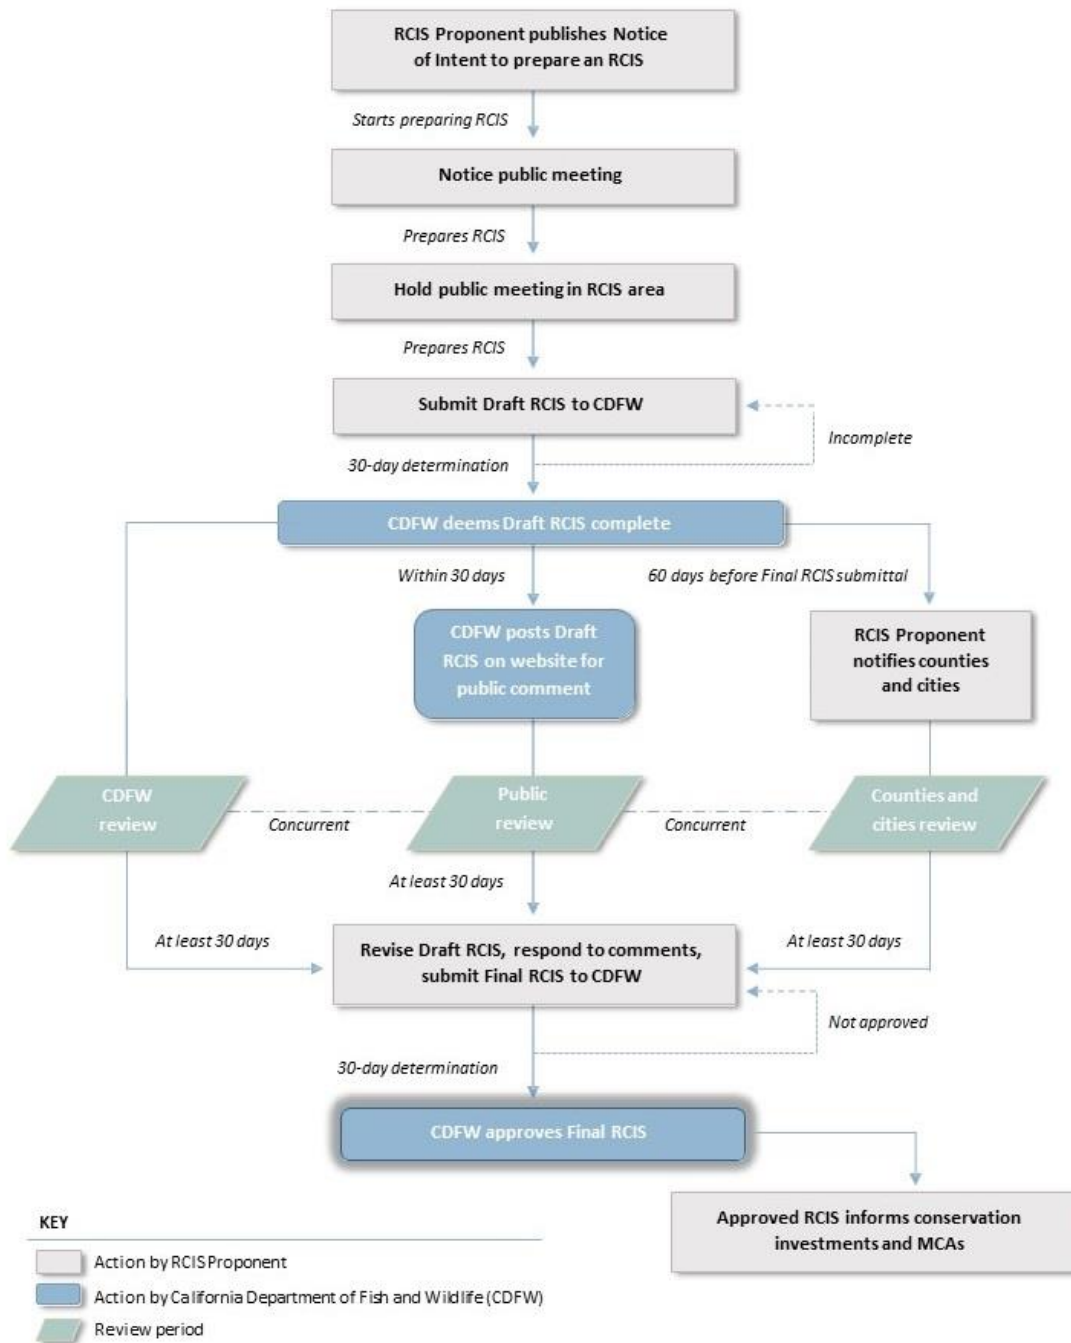 RCIS Proponent publishes Notice
of Intent to prepare an RCIS
Starts preparing RCIS
Notice public meeting
Prepares RCIS
Hold public meeting in RCIS area
Prepares RCIS
Submit Draft RCIS to CDFW
Incomplete
30-day determination
CDFW deems Draft RCIS complete
Within 30 days
60 days before Final RCIS submittal
CDFW posts Draft
RCIS on website for
public comment
RCIS Proponent
notifies counties
and cities
CDFW
review
Concurrent
Public
review
Concurrent
Counties and
cities review
At least 30 days
At least 30 days
At least 30 days
Revise Draft RCIS, respond to comments,
submit Final RCIS to CDFW
Not approved
30-day determination
CDFW approves Final RCIS
Approved RCIS informs conservation
investments and MCAs
KEY
Action by RCIS Proponent
Action by California Department of Fish and Wildlife (CDFW)
Review period